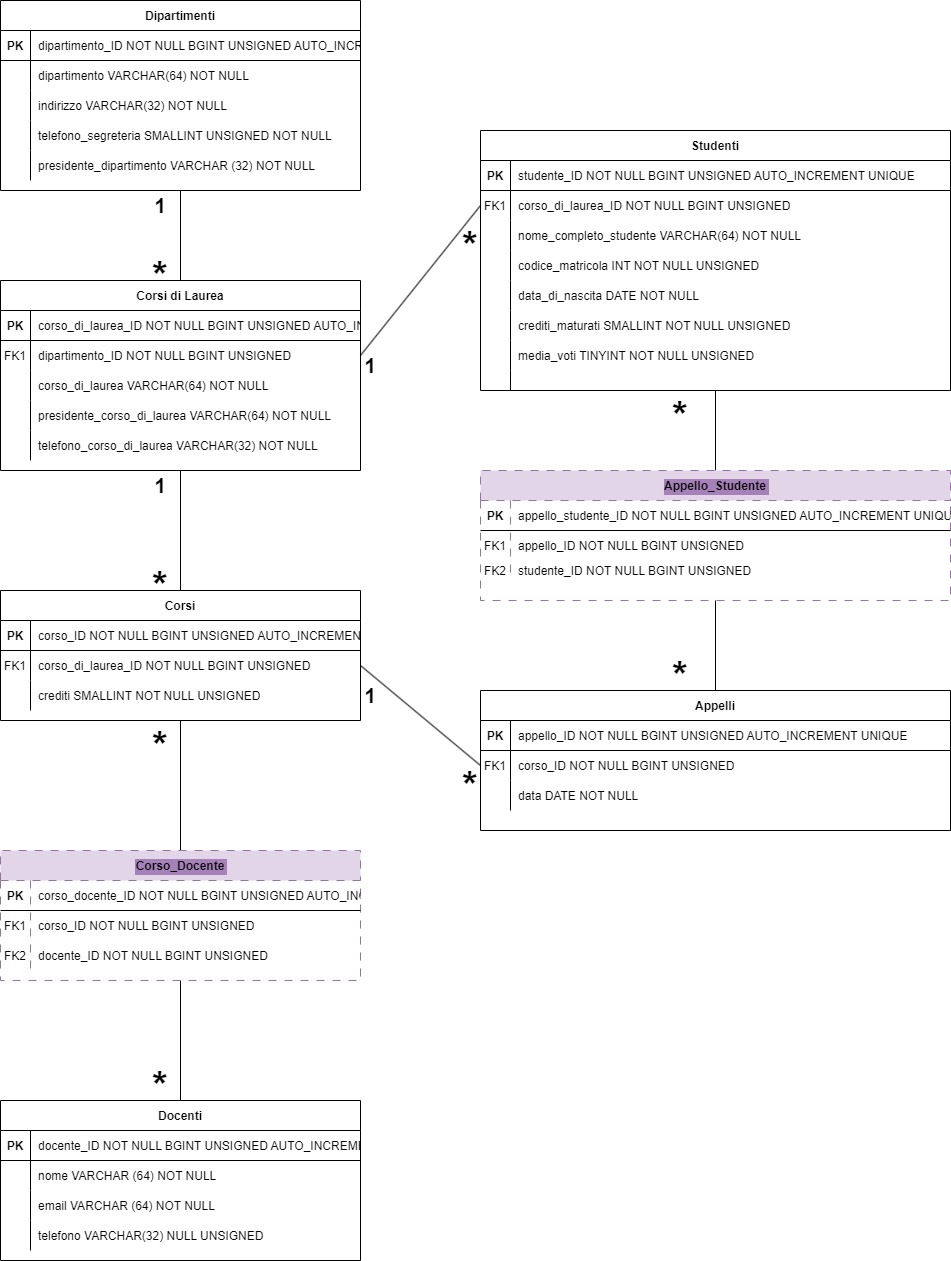 Dipartimenti
PK dipartimento_ID NOT NULL BGINT UNSIGNED AUTO_INCR
dipartimento VARCHAR(64) NOT NULL
indirizzo VARCHAR(32) NOT NULL
telefono_segreteria SMALLINT UNSIGNED NOT NULL
presidente_dipartimento VARCHAR (32) NOT NULL
1
*
Corsi di Laurea
PK corso_di_laurea_ID NOT NULL BGINT UNSIGNED AUTO_IN
FK1 dipartimento_ID NOT NULL BGINT UNSIGNED
corso_di_laurea VARCHAR(64) NOT NULL
presidente_corso_di_laurea VARCHAR(64) NOT NULL
telefono_corso_di_laurea VARCHAR(32) NOT NULL
1
*
1
*
Studenti
PK studente_ID NOT NULL BGINT UNSIGNED AUTO_INCREMENT UNIQUE
FK1 corso_di_laurea_ID NOT NULL BGINT UNSIGNED
nome_completo_studente VARCHAR(64) NOT NULL
codice_matricola INT NOT NULL UNSIGNED
data_di_nascita DATE NOT NULL
crediti_maturati SMALLINT NOT NULL UNSIGNED
media_voti TINYINT NOT NULL UNSIGNED
*
Appello_Studente
PK appello_studente_ID NOT NULL BGINT UNSIGNED AUTO_INCREMENT UNIQU
FK1 appello_ID NOT NULL BGINT UNSIGNED
FK2 studente_ID NOT NULL BGINT UNSIGNED
*
Corsi
PK corso_ID NOT NULL BGINT UNSIGNED AUTO_INCREMEN
FK1 corso_di_laurea_ID NOT NULL BGINT UNSIGNED
crediti SMALLINT NOT NULL UNSIGNED
1
*
*
Appelli
PK appello_ID NOT NULL BGINT UNSIGNED AUTO_INCREMENT UNIQUE
FK1 corso_ID NOT NULL BGINT UNSIGNED
data DATE NOT NULL
Corso_Docente
PK corso_docente_ID NOT NULL BGINT UNSIGNED AUTO_INC
FK1 corso_ID NOT NULL BGINT UNSIGNED
FK2 docente_ID NOT NULL BGINT UNSIGNED
*
Docenti
PK docente_ID NOT NULL BGINT UNSIGNED AUTO_INCREME
nome VARCHAR (64) NOT NULL
email VARCHAR (64) NOT NULL
telefono VARCHAR(32) NULL UNSIGNED